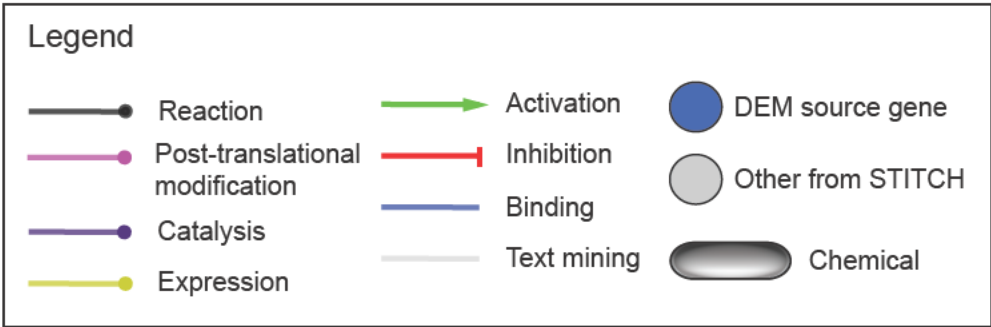 Legend
Reaction
Post-translational
modification
Catalysis
Expression
Activation
Inhibition
Binding
Text mining
DEM source gene
Other from STITCH
Chemical